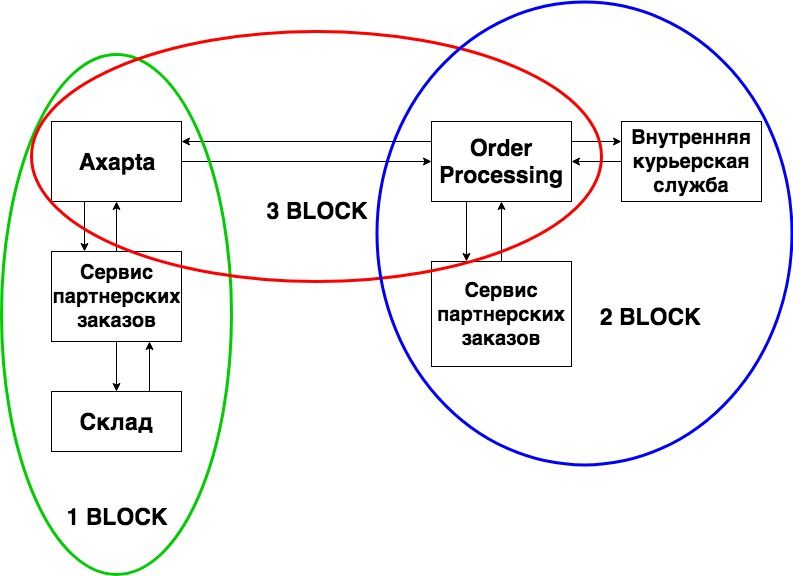 Axapta
Order
Processing
Внутренняя
курьерская
служба
3 BLOCK
Сервис
партнерских
заказов
Сервис
партнерских
заказов
2 BLOCK
Склад
1 BLOCK